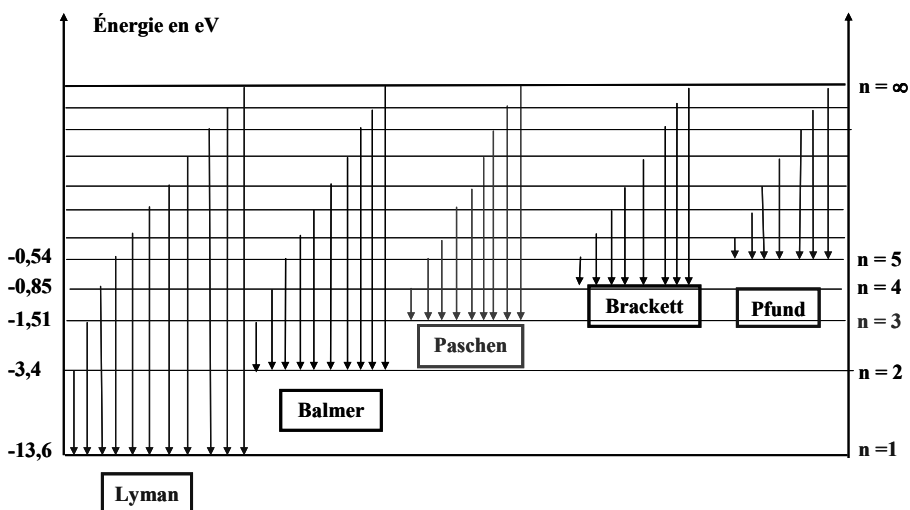 Énergie en eV
n = ∞
-0,54
n = 5
-0,85
n = 4
Brackett
Pfund
-1,51
n = 3
Paschen
-3,4
n = 2
Balmer
-13,6
n =1
Lyman